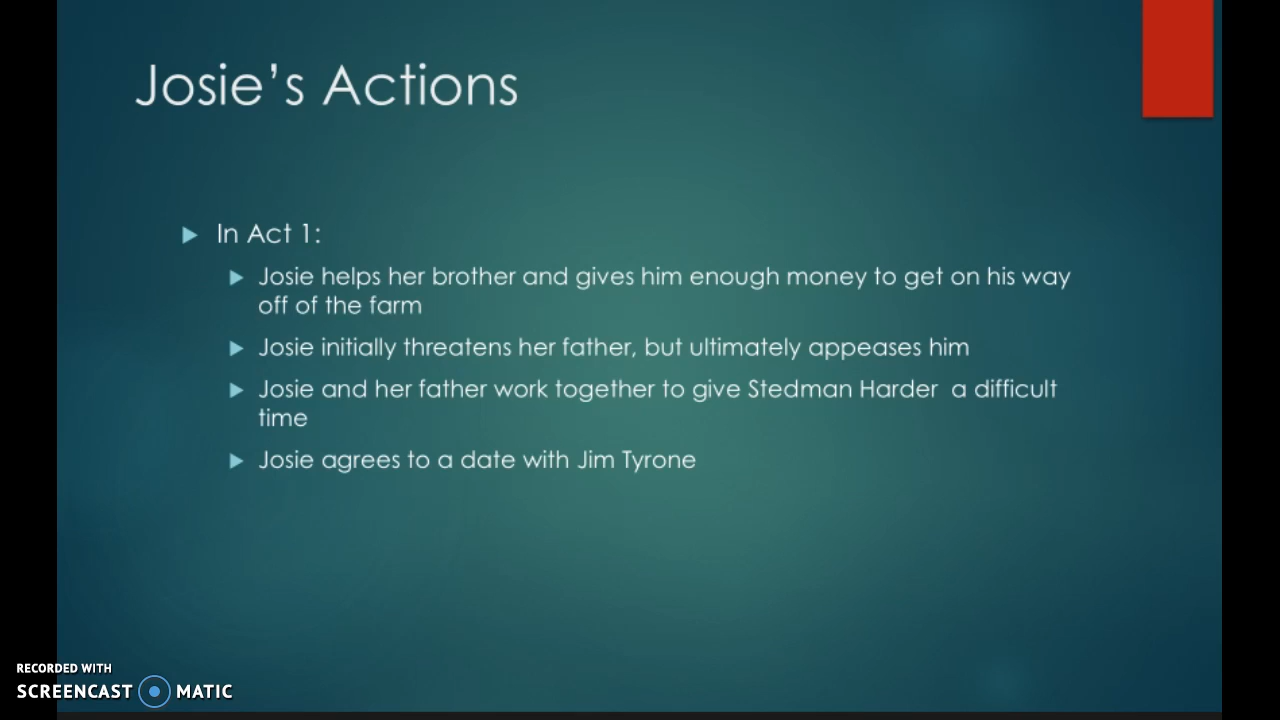 Josie’s Actions
In Act 1:
Josie helps her brother and gives him enough money to get on his way
off of the farm
Josie initially threatens her father, but ultimately appeases him
Josie and her father work together to give Stedman Harder  a difficult
time
Josie agrees to a date with Jim Tyrone
RECORDED WITH
SCREENCAST MATIC